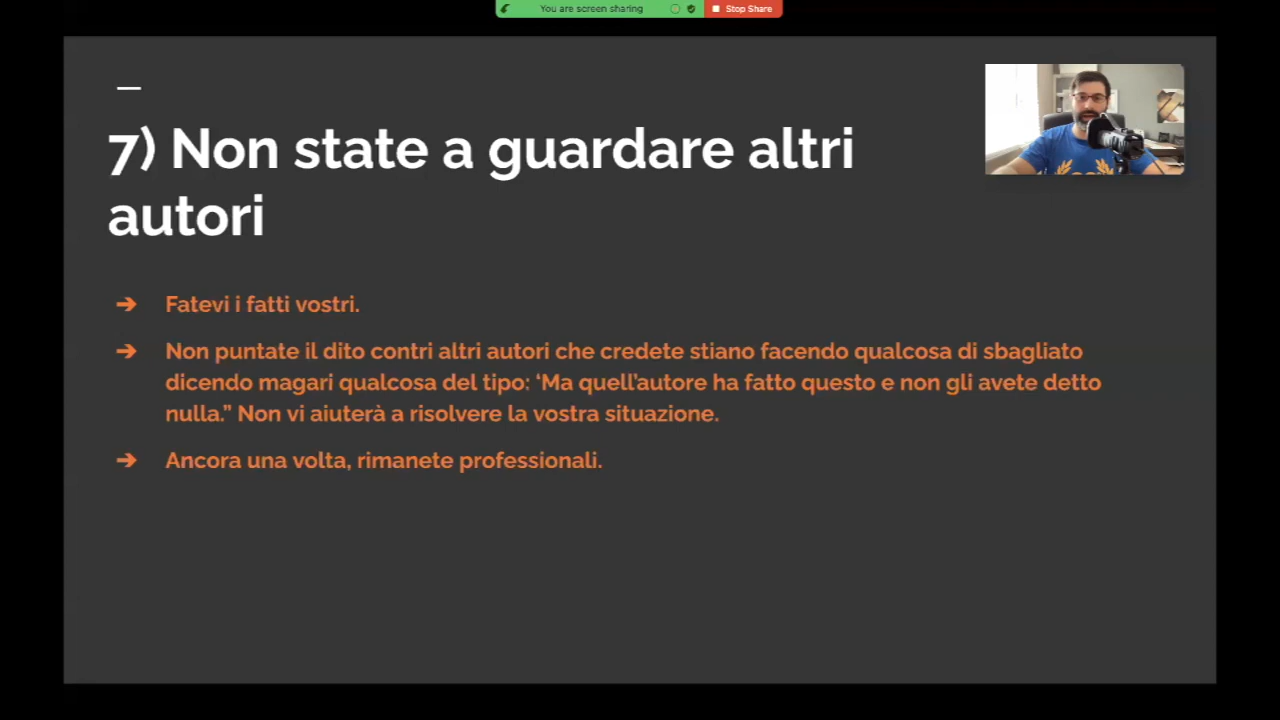 You are screen sharing
Stop Share
7) Non state a guardare altri
autori
➔ Fatevi i fatti vostri.
➔ Non puntate il dito contri altri autori che credete stiano facendo qualcosa di sbagliato
dicendo magari qualcosa del tipo: ‘Ma quell’autore ha fatto questo e non gli avete detto
nulla.” Non vi aiuterà a risolvere la vostra situazione.
➔ Ancora una volta, rimanete professionali.